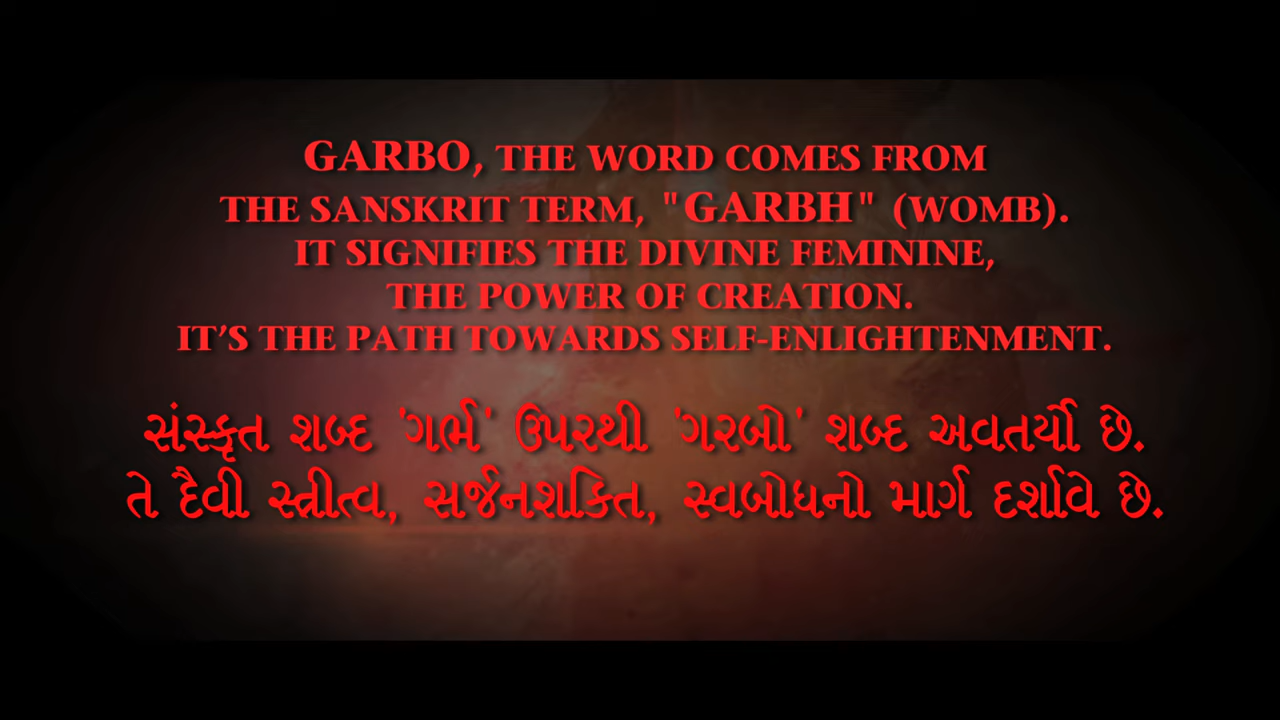 GARBO, THE WORD COMES FROM
THE SANSKRIT TERM, "GARBH" (WOMB).
IT SIGNIFIES THE DIVINE FEMININE,
THE POWER OF CREATION.
IT’S THE PATH TOWARDS SELF-ENLIGHTENMENT.
સંસ્કૃત શબ્દ 'ગર્ભ' ઉપરથી 'ગરબો' શબ્દ અવતર્યો છે.
તે દૈવી સ્ત્રીત્વ, સર્જનશક્તિ, સ્વબોધનો માર્ગ દર્શાવે છે.